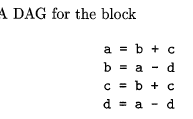 A DAG for the block
a = b + c
b = a - d
c = b + c
d = a - d